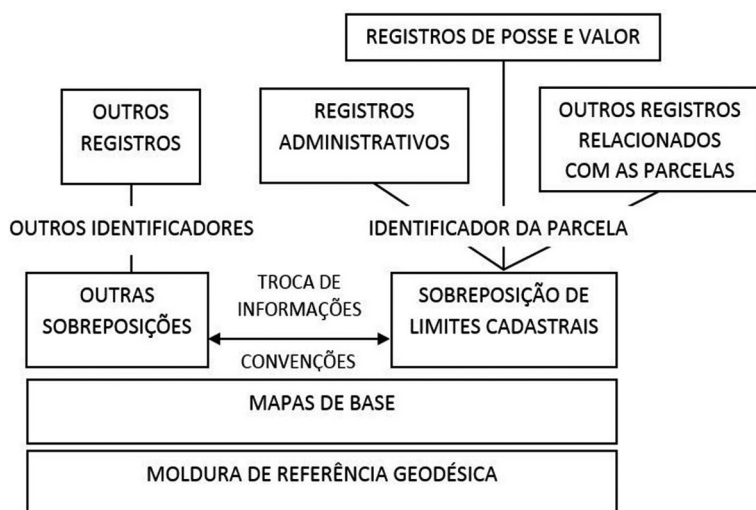 REGISTROS DE POSSE E VALOR
OUTROS
REGISTROS
REGISTROS
ADMINISTRATIVOS
OUTROS REGISTROS
RELACIONADOS
COM AS PARCELAS
OUTROS IDENTIFICADORES
IDENTIFICADOR DA PARCELA
OUTRAS
SOBREPOSIÇÕES
TROCA DE
INFORMAÇÕES
CONVENÇÕES
SOBREPOSIÇÃO DE
LIMITES CADASTRAIS
MAPAS DE BASE
MOLDURA DE REFERÊNCIA GEODÉSICA